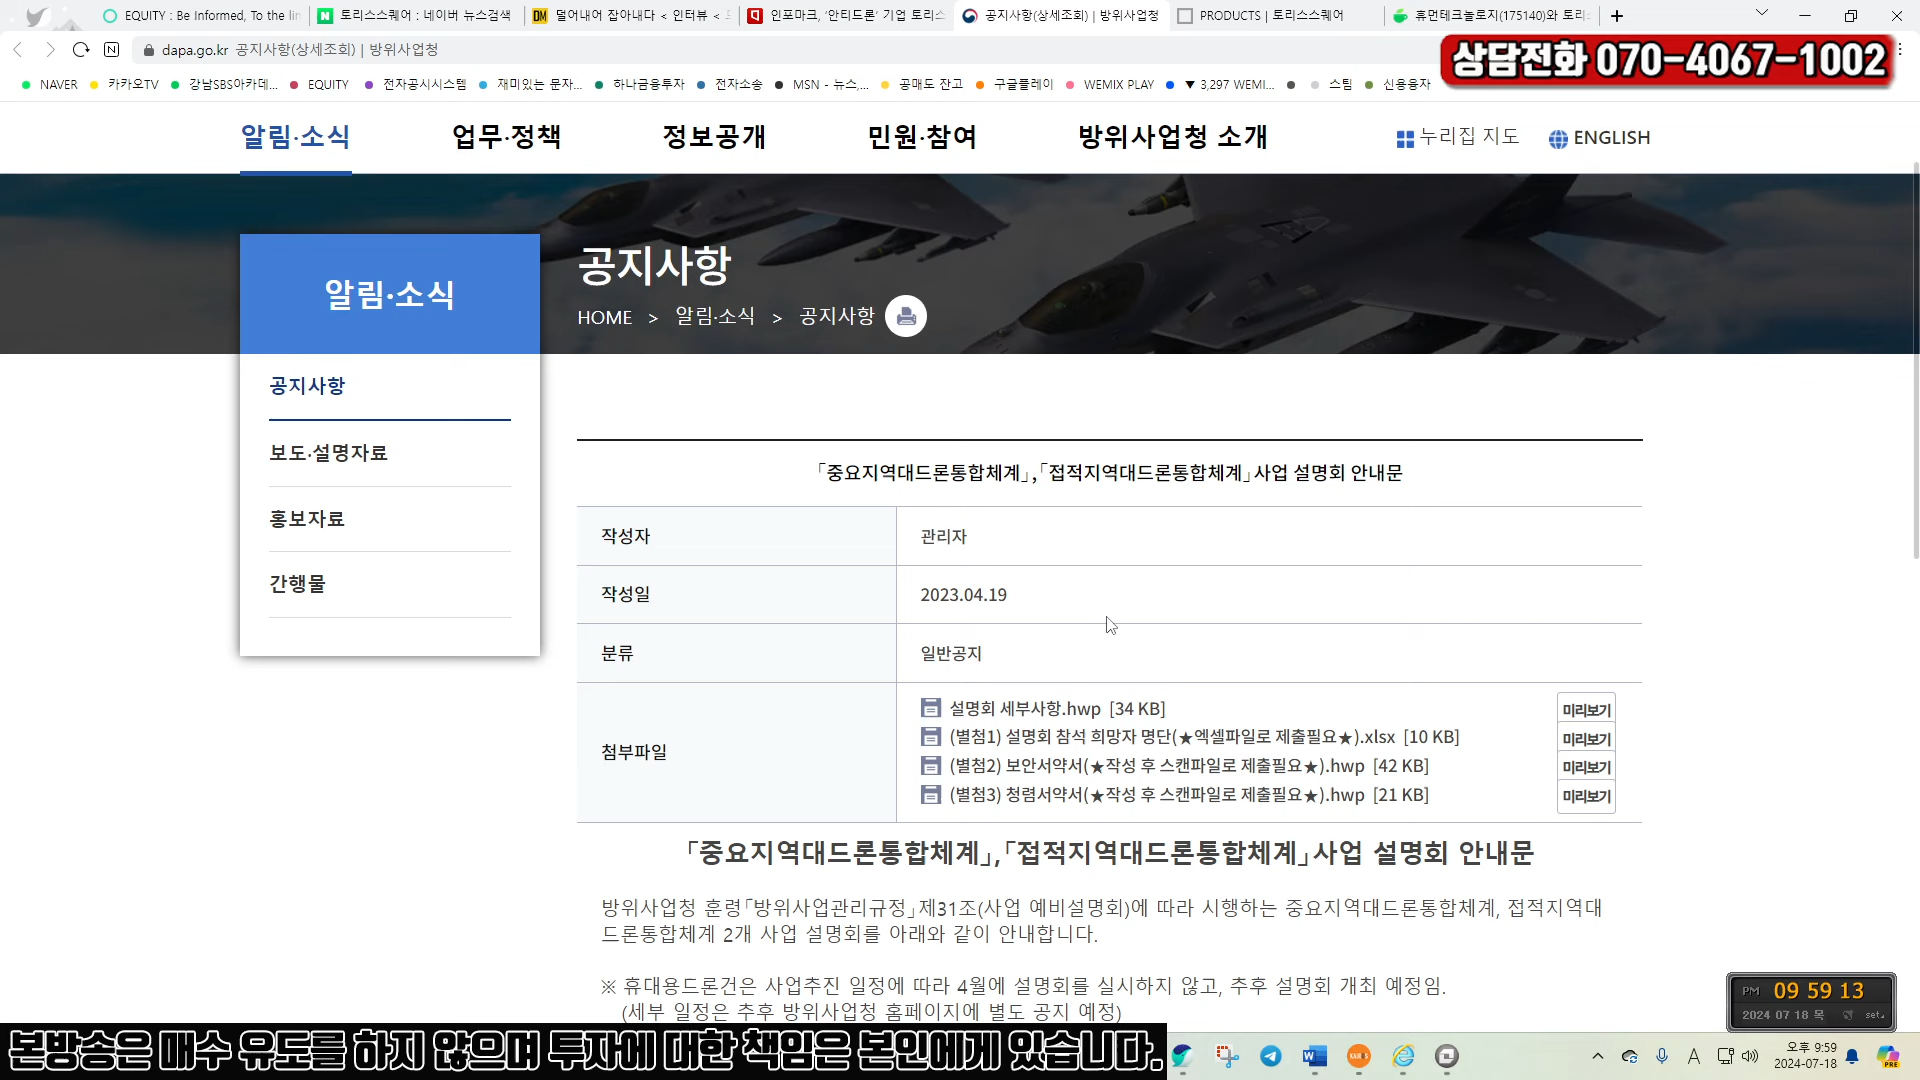 EQUITY : Be Informed, To the lin
토리스스퀘어 : 네이버 뉴스검색
덜어내어 잡아내다 < 인터뷰 <
인포마크, '안티드론' 기업 토리스
공지사항(상세조회) | 방위사업청
PRODUCTS | 토리스스퀘어
휴먼테크놀로지(175140)와 토리
dapa.go.kr 공지사항(상세조회) | 방위사업청
상담전화 070-4067-1002
NAVER
카카오TV
강남SBS아카데...
EQUITY
전자공시시스템
재미있는 문자...
하나금융투자
전자소송
MSN - 뉴스,...
공매도 잔고
구글플레이
WEMIX PLAY
▼ 3,297 WEMI...
스팀
신용융자
알림·소식
업무·정책
정보공개
민원·참여
방위사업청 소개
누리집 지도
ENGLISH
알림·소식
공지사항
HOME > 알림·소식 > 공지사항
공지사항
보도·설명자료
홍보자료
간행물
「중요지역대드론통합체계」,「접적지역대드론통합체계」사업 설명회 안내문
작성자 관리자
작성일 2023.04.19
분류 일반공지
첨부파일
설명회 세부사항.hwp [34 KB] 미리보기
(별첨1) 설명회 참석 희망자 명단(★엑셀파일로 제출필요★).xlsx [10 KB] 미리보기
(별첨2) 보안서약서(★작성 후 스캔파일로 제출필요★).hwp [42 KB] 미리보기
(별첨3) 청렴서약서(★작성 후 스캔파일로 제출필요★).hwp [21 KB] 미리보기
「중요지역대드론통합체계」,「접적지역대드론통합체계」사업 설명회 안내문
방위사업청 훈령「방위사업관리규정」제31조(사업 예비설명회)에 따라 시행하는 중요지역대드론통합체계, 접적지역대
드론통합체계 2개 사업 설명회를 아래와 같이 안내합니다.
※ 휴대용드론건은 사업추진 일정에 따라 4월에 설명회를 실시하지 않고, 추후 설명회 개최 예정임.
(세부 일정은 추후 방위사업청 홈페이지에 별도 공지 예정)
PM 09 59 13
2024 07 18 목 set
본방송은 매수 유도를 하지 않으며 투자에 대한 책임은 본인에게 있습니다.
A
오후 9:59
2024-07-18